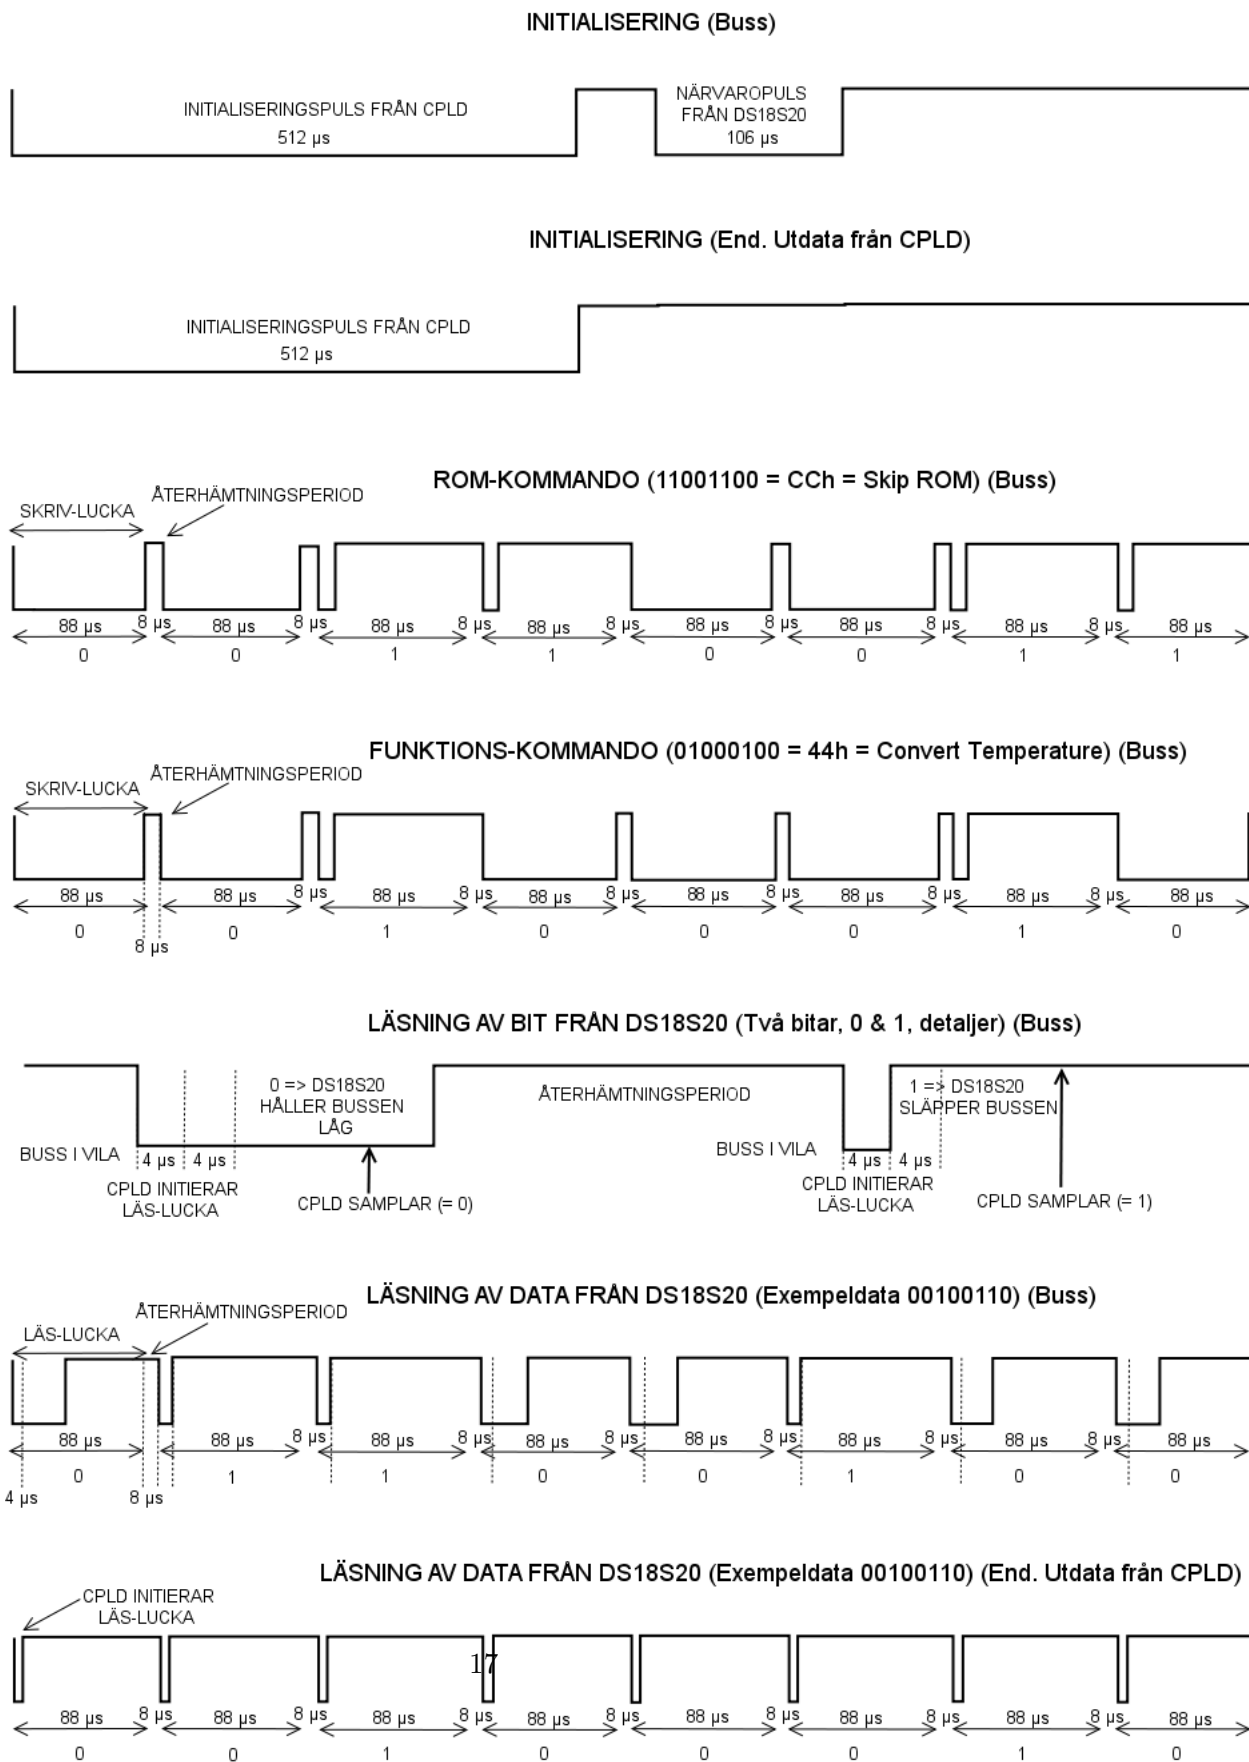 INITIALISERING (Buss)
INITIALISERINGSPULS FRÅN CPLD
512 µs
NÄRVAROPULS
FRÅN DS18S20
106 µs
INITIALISERING (End. Utdata från CPLD)
INITIALISERINGSPULS FRÅN CPLD
512 µs
ROM-KOMMANDO (11001100 = CCh = Skip ROM) (Buss)
SKRIV-LUCKA
ÅTERHÄMTNINGSPERIOD
88 µs 8 µs 88 µs 8 µs 88 µs 8 µs 88 µs 8 µs 88 µs 8 µs 88 µs 8 µs 88 µs 8 µs 88 µs
0 0 1 1 0 0 1 1
FUNKTIONS-KOMMANDO (01000100 = 44h = Convert Temperature) (Buss)
SKRIV-LUCKA
ÅTERHÄMTNINGSPERIOD
88 µs 88 µs 8 µs 88 µs 8 µs 88 µs 8 µs 88 µs 8 µs 88 µs 8 µs 88 µs 8 µs 88 µs
0 8 µs 0 1 0 0 0 1 0
LÄSNING AV BIT FRÅN DS18S20 (Två bitar, 0 & 1, detaljer) (Buss)
0 => DS18S20
HÅLLER BUSSEN
LÅG
ÅTERHÄMTNINGSPERIOD
1 => DS18S20
SLÄPPER BUSSEN
BUSS I VILA
4 µs 4 µs
CPLD INITIERAR
LÄS-LUCKA
CPLD SAMPLAR (= 0)
BUSS I VILA
4 µs 4 µs
CPLD INITIERAR
LÄS-LUCKA
CPLD SAMPLAR (= 1)
LÄSNING AV DATA FRÅN DS18S20 (Exempeldata 00100110) (Buss)
LÄS-LUCKA
ÅTERHÄMTNINGSPERIOD
88 µs 88 µs 8 µs 88 µs 8 µs 88 µs 8 µs 88 µs 8 µs 88 µs 8 µs 88 µs 8 µs 88 µs
0 1 1 0 0 1 0 0
4 µs 8 µs
LÄSNING AV DATA FRÅN DS18S20 (Exempeldata 00100110) (End. Utdata från CPLD)
CPLD INITIERAR
LÄS-LUCKA
17
88 µs 8 µs 88 µs 8 µs 88 µs 8 µs 88 µs 8 µs 88 µs 8 µs 88 µs 8 µs 88 µs 8 µs 88 µs
0 0 1 0 0 0 1 0